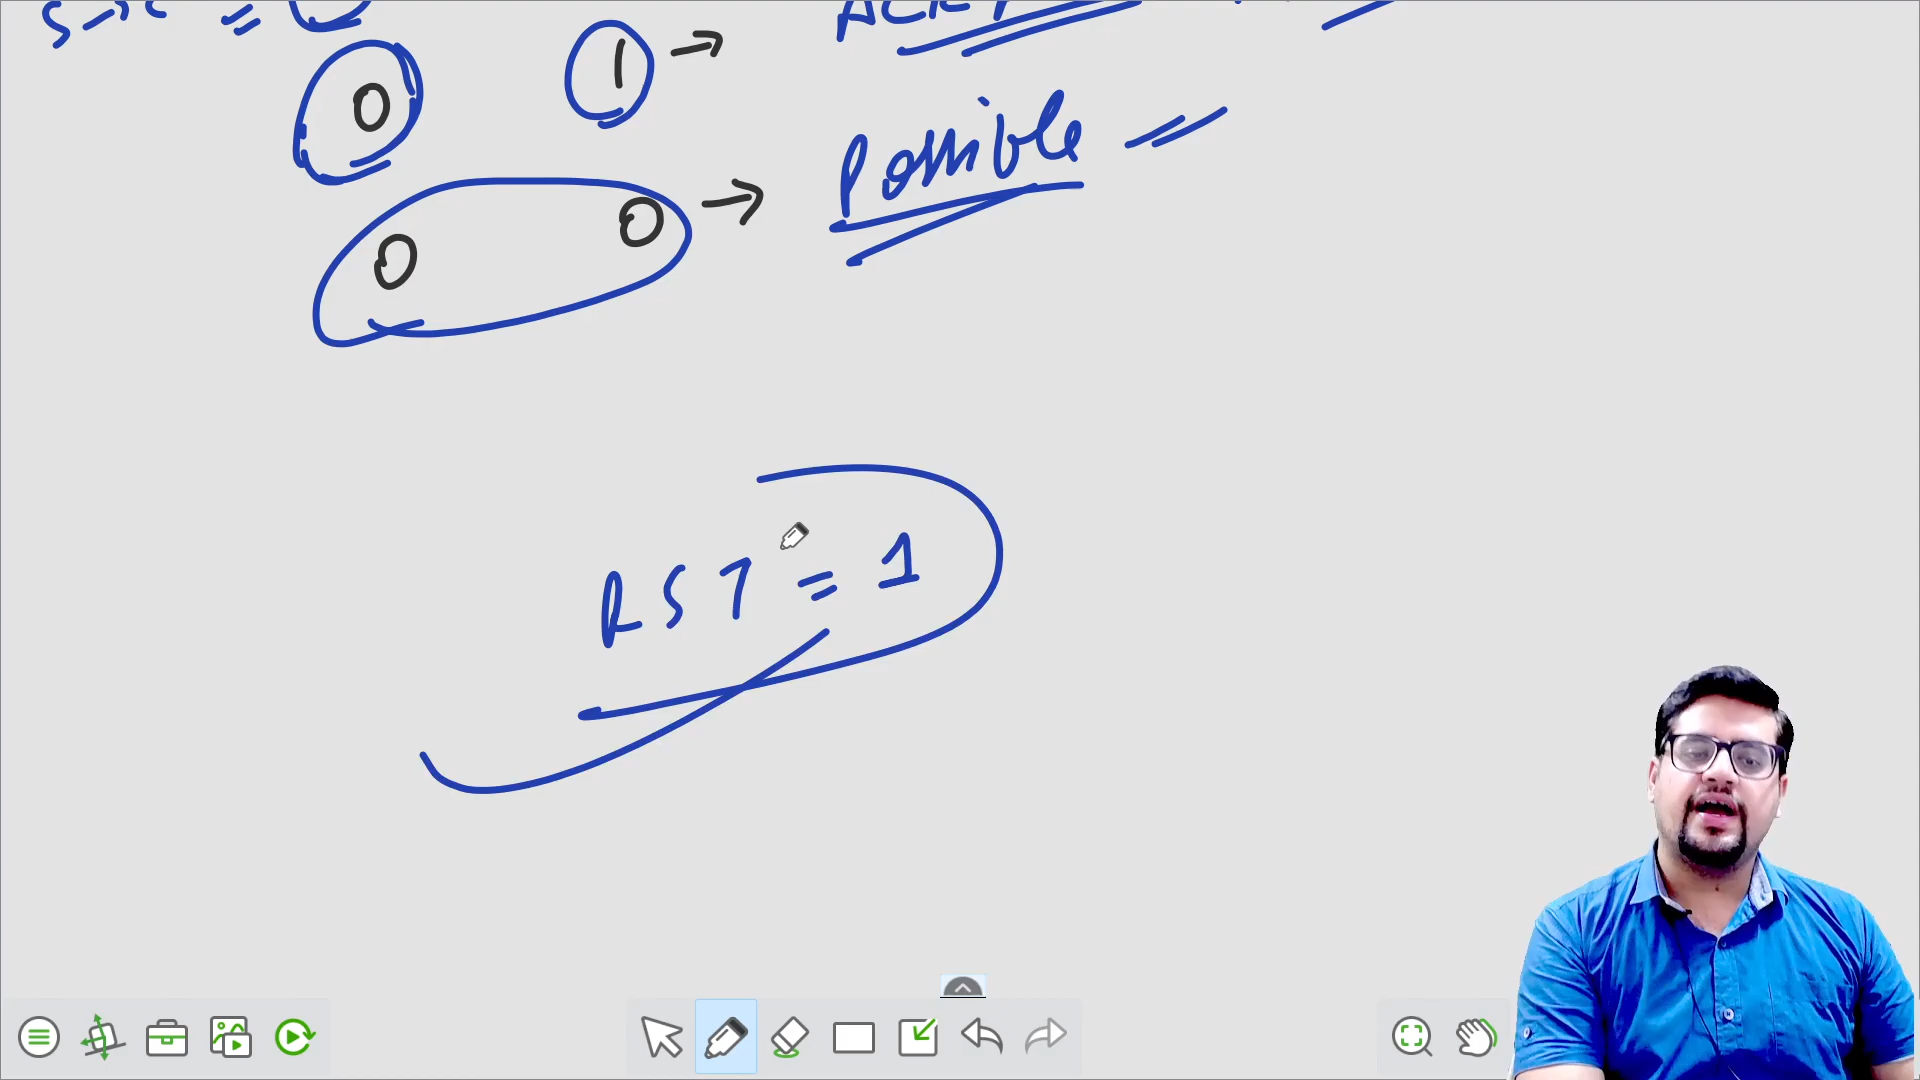 0 1 →
Possible
0 0 →
RST = 1